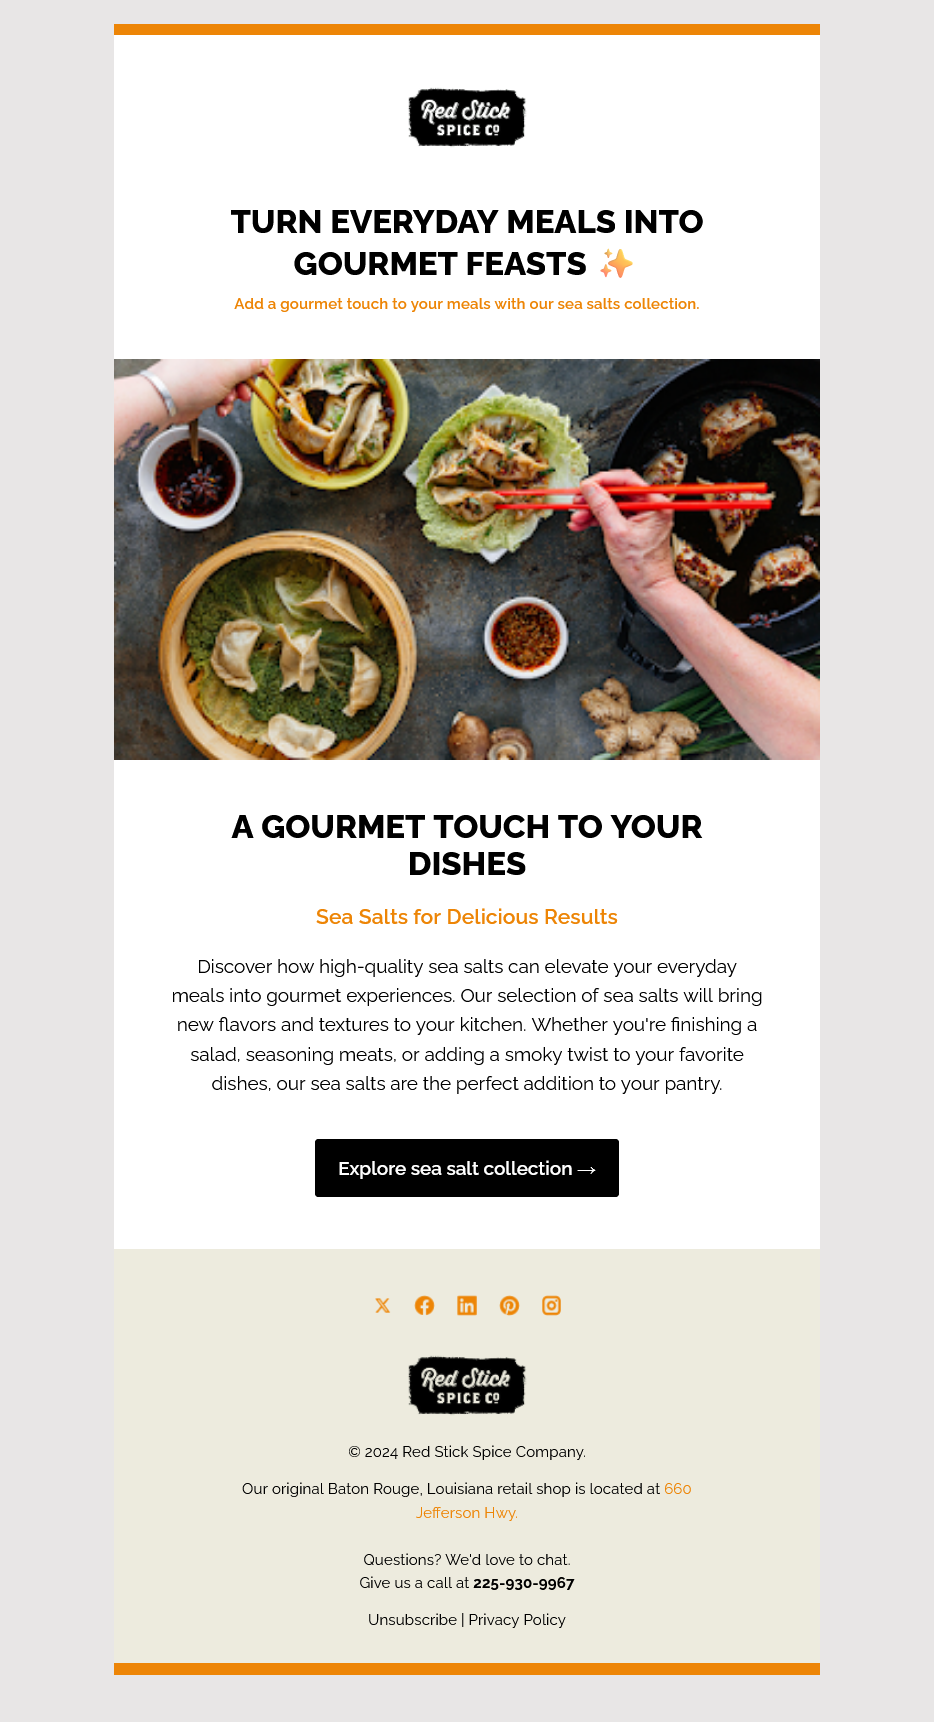 Red Stick
SPICE CO
TURN EVERYDAY MEALS INTO
GOURMET FEASTS ✨
Add a gourmet touch to your meals with our sea salts collection.
A GOURMET TOUCH TO YOUR
DISHES
Sea Salts for Delicious Results
Discover how high-quality sea salts can elevate your everyday
meals into gourmet experiences. Our selection of sea salts will bring
new flavors and textures to your kitchen. Whether you're finishing a
salad, seasoning meats, or adding a smoky twist to your favorite
dishes, our sea salts are the perfect addition to your pantry.
Explore sea salt collection →
Red Stick
SPICE CO
© 2024 Red Stick Spice Company.
Our original Baton Rouge, Louisiana retail shop is located at 660
Jefferson Hwy.
Questions? We'd love to chat.
Give us a call at 225-930-9967
Unsubscribe | Privacy Policy